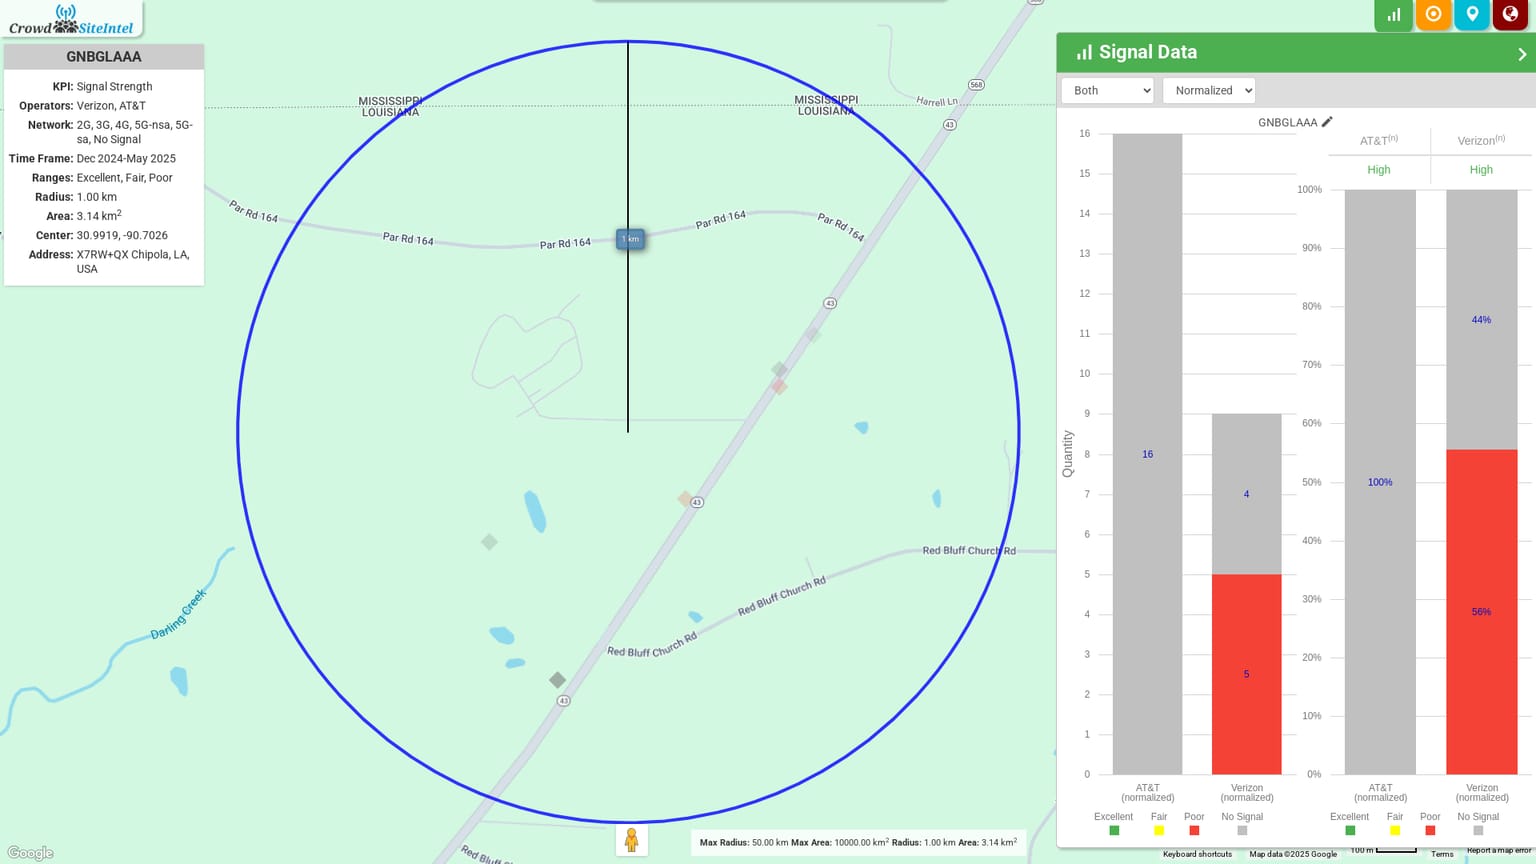 Crowd SiteIntel
GNBGLAAA
KPI: Signal Strength
Operators: Verizon, AT&T
Network: 2G, 3G, 4G, 5G-nsa, 5G-
sa, No Signal
Time Frame: Dec 2024-May 2025
Ranges: Excellent, Fair, Poor
Radius: 1.00 km
Area: 3.14 km2
Center: 30.9919, -90.7026
Address: X7RW+QX Chipola, LA,
USA
MISSISSIPPI
LOUISIANA
MISSISSIPPI
LOUISIANA
568
Harrell Ln
43
Par Rd 164
Par Rd 164
Par Rd 164
Par Rd 164
Par Rd 164
1 km
43
43
Red Bluff Church Rd
Red Bluff Church Rd
Red Bluff Church Rd
Darling Creek
43
Google
Max Radius: 50.00 km Max Area: 10000.00 km2 Radius: 1.00 km Area: 3.14 km2
Signal Data
Both
Normalized
GNBGLAAA
16
15
14
13
12
11
10
9
8
7
6
5
4
3
2
1
0
Quantity
16
4
5
AT&T
(normalized)
Verizon
(normalized)
Excellent
Fair
Poor
No Signal
AT&T(n)
Verizon(n)
High
High
100%
90%
80%
70%
60%
50%
40%
30%
20%
10%
0%
100%
44%
56%
AT&T
(normalized)
Verizon
(normalized)
Excellent
Fair
Poor
No Signal
Keyboard shortcuts
Map data ©2025 Google
100 m
Terms
Report a map error